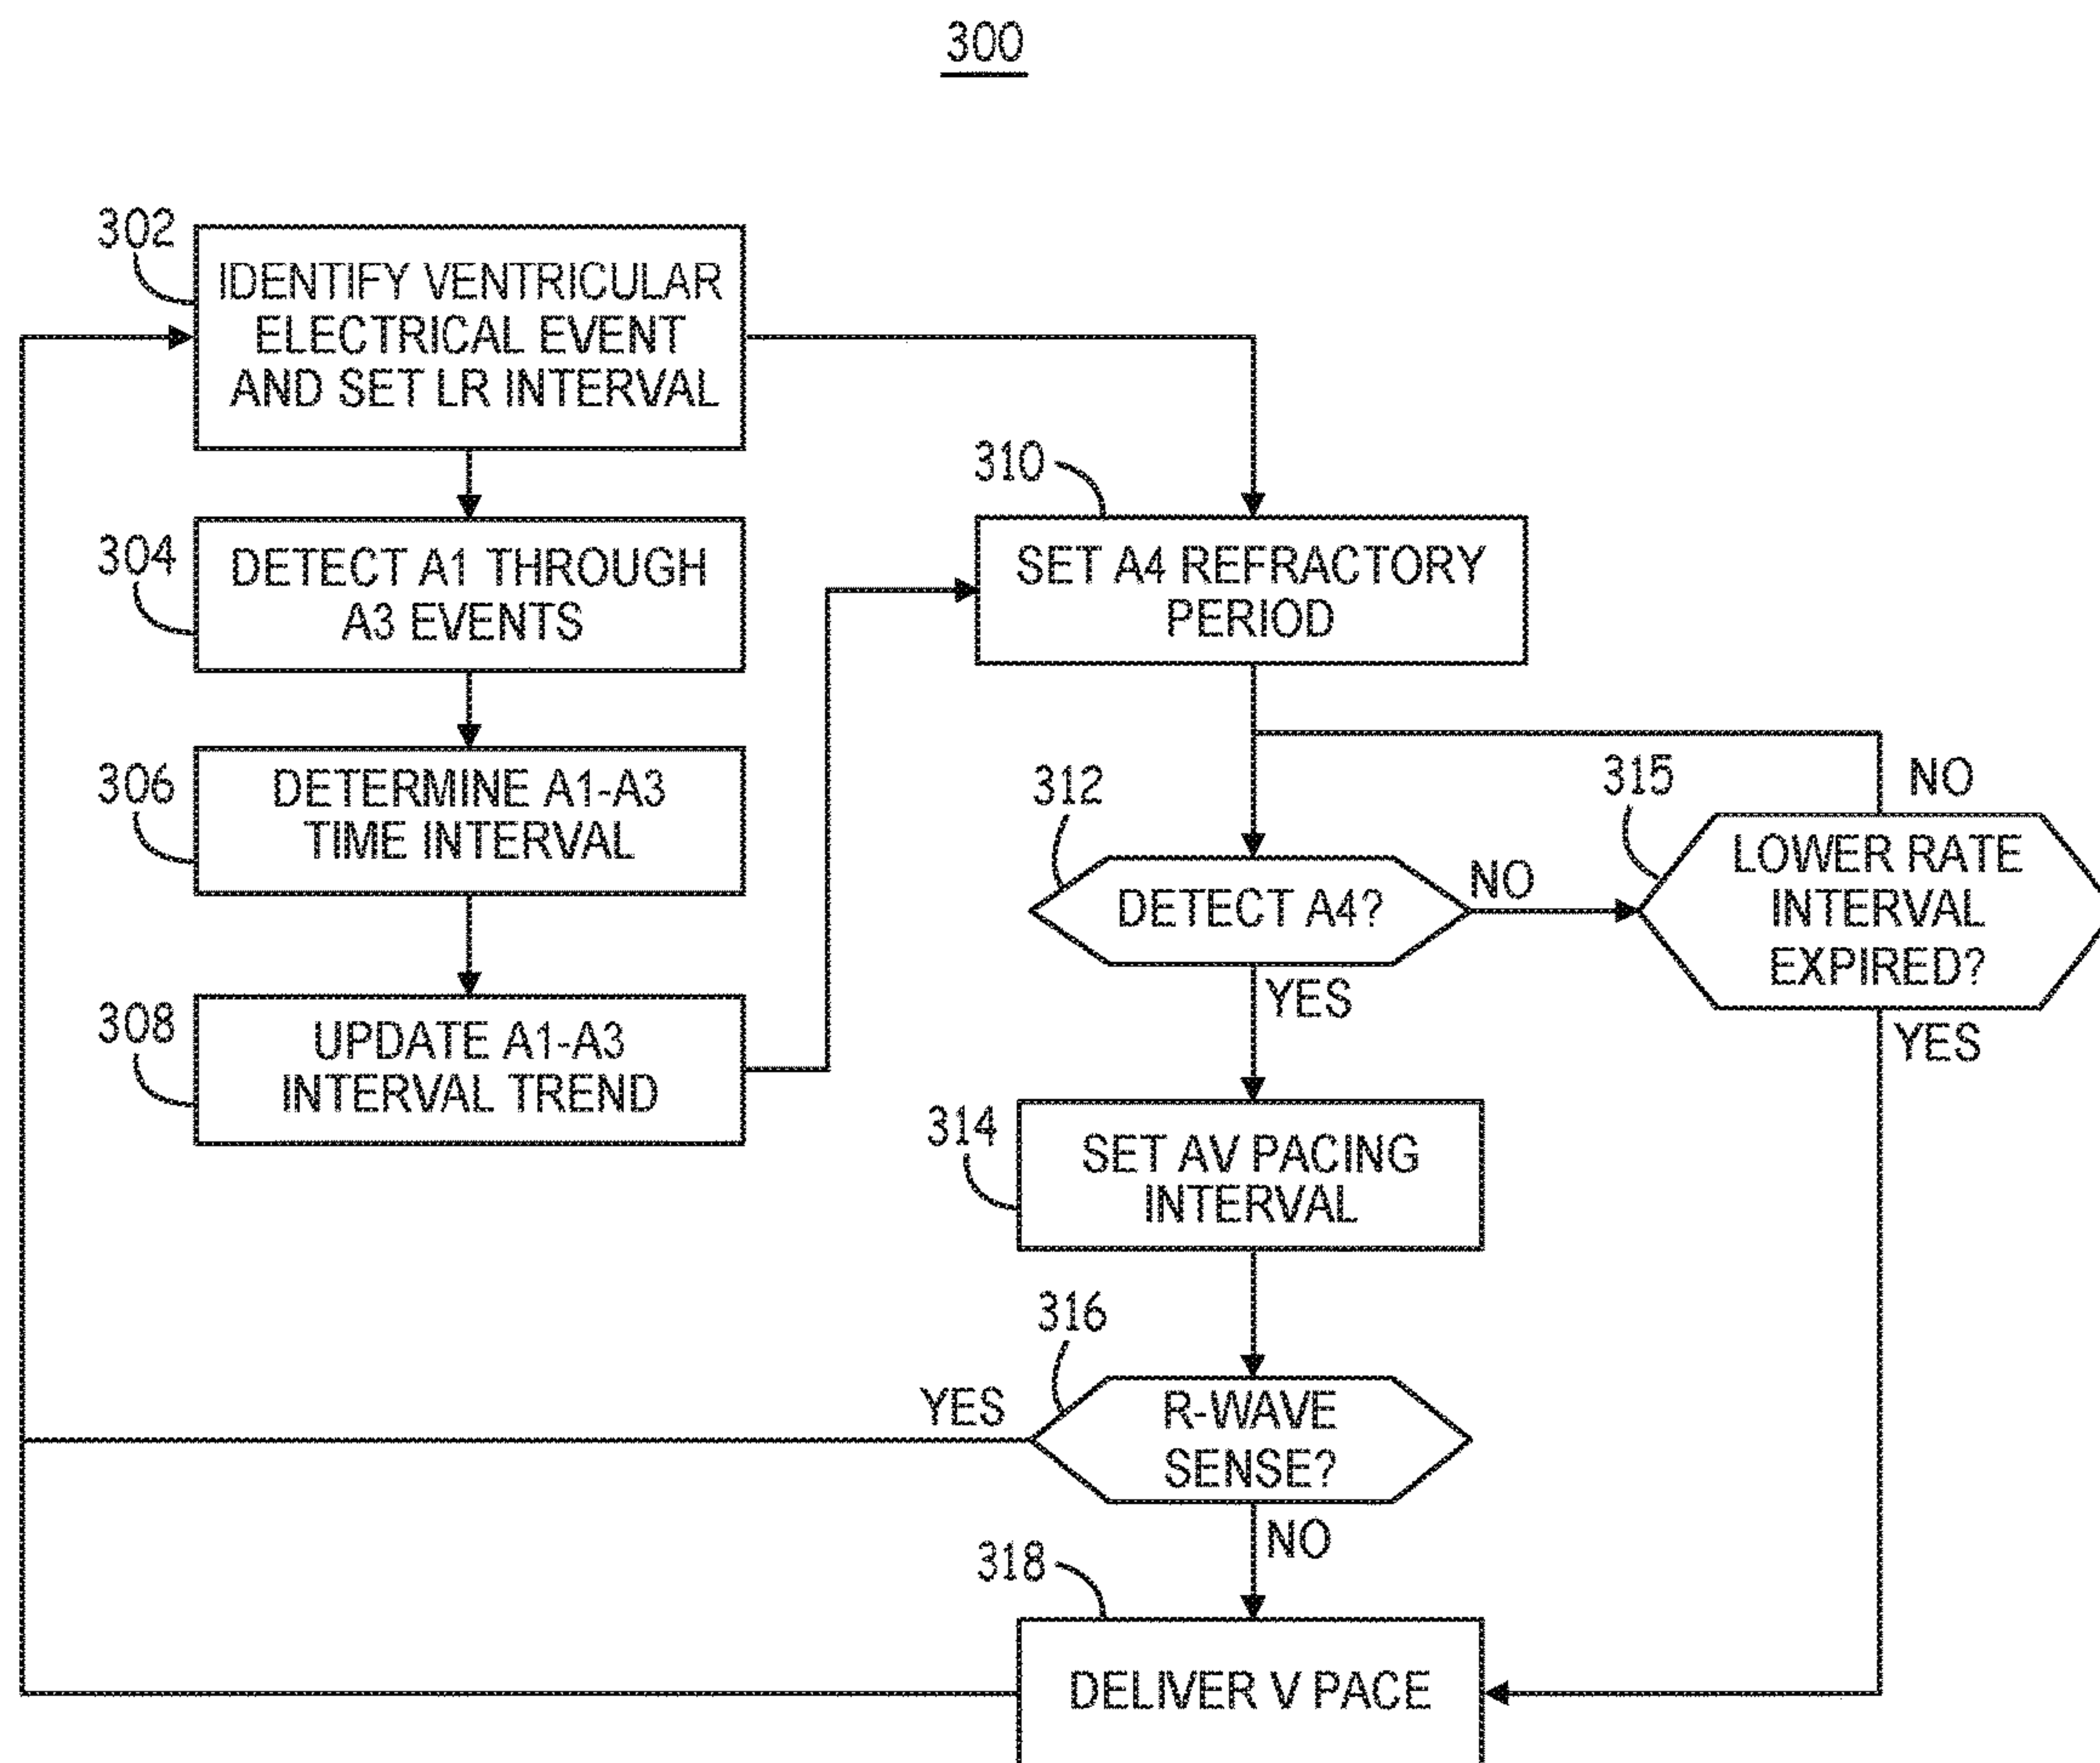 300
302
IDENTIFY VENTRICULAR
ELECTRICAL EVENT
AND SET LR INTERVAL
304
DETECT A1 THROUGH
A3 EVENTS
306
DETERMINE A1-A3
TIME INTERVAL
308
UPDATE A1-A3
INTERVAL TREND
310
SET A4 REFRACTORY
PERIOD
312
DETECT A4?
NO
YES
315
NO
LOWER RATE
INTERVAL
EXPIRED?
YES
314
SET AV PACING
INTERVAL
316
YES
R-WAVE
SENSE?
NO
318
DELIVER V PACE